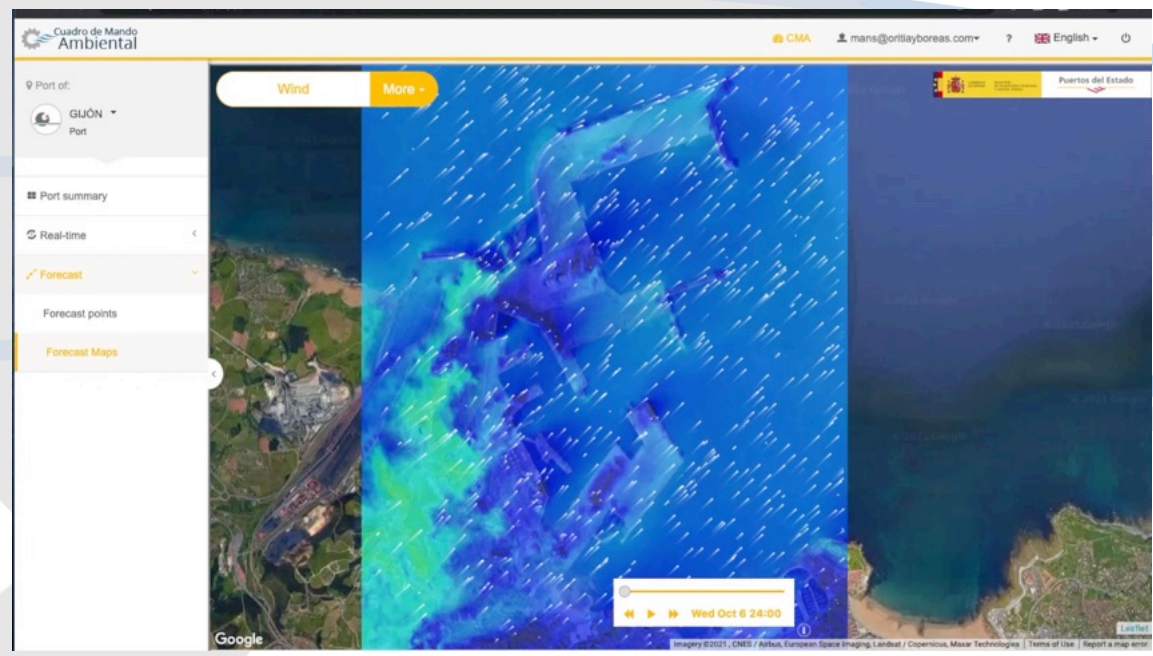 Cuadro de Mando
Ambiental
CMA
mans@oritiayboreas.com
?
English
Port of:
GIJÓN
Port
Port summary
Real-time
Forecast
Forecast points
Forecast Maps
Wind
More
Puertos del Estado
Wed Oct 6 24:00
Google
Leaflet
Imagery ©2021 , CNES / Airbus, European Space Imaging, Landsat / Copernicus, Maxar Technologies
Terms of Use
Report a map error